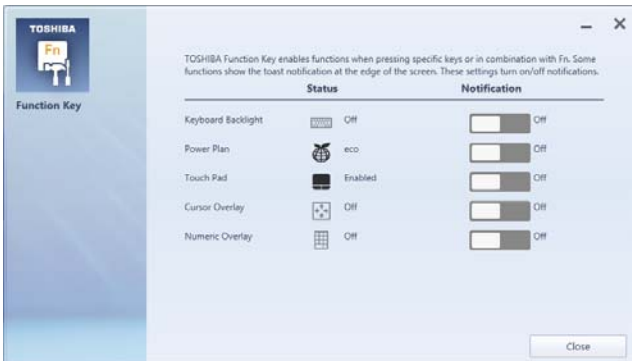 TOSHIBA
Fn
Function Key
TOSHIBA Function Key enables functions when pressing specific keys or in combination with Fn. Some
functions show the toast notification at the edge of the screen. These settings turn on/off notifications.
Status Notification
Keyboard Backlight Off Off
Power Plan eco Off
Touch Pad Enabled Off
Cursor Overlay Off Off
Numeric Overlay Off Off
Close